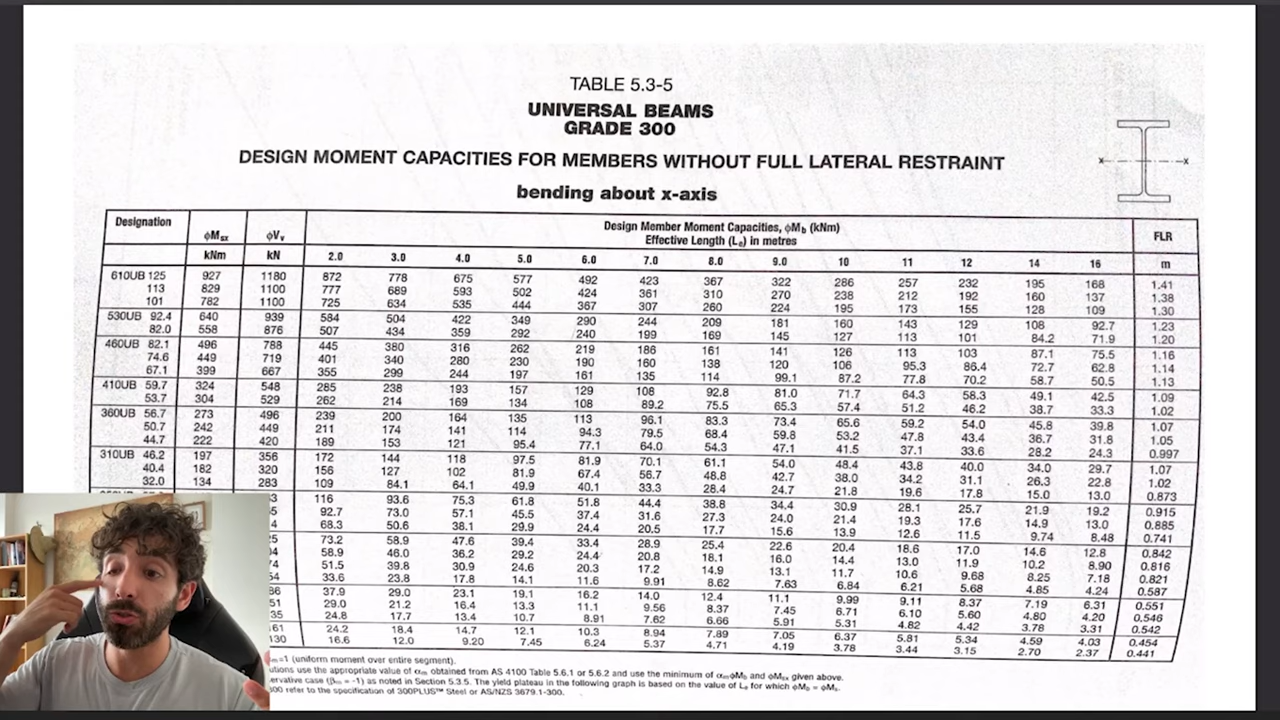 TABLE 5.3-5
UNIVERSAL BEAMS
GRADE 300
DESIGN MOMENT CAPACITIES FOR MEMBERS WITHOUT FULL LATERAL RESTRAINT
bending about x-axis
x x
Designation ϕMsx ϕVv Design Member Moment Capacities, ϕMb (kNm) FLR
Effective Length (Le) in metres
kNm kN 2.0 3.0 4.0 5.0 6.0 7.0 8.0 9.0 10 11 12 14 16 m
610UB 125 927 1180 872 778 675 577 492 423 367 322 286 257 232 195 168 1.41
113 829 1100 777 689 593 502 424 361 310 270 238 212 192 160 137 1.38
101 782 1100 725 634 535 444 367 307 260 224 195 173 155 128 109 1.30
530UB 92.4 640 939 584 504 422 349 290 244 209 181 160 143 129 108 92.7 1.23
82.0 558 876 507 434 359 292 240 199 169 145 127 113 101 84.2 71.9 1.20
460UB 82.1 496 788 445 380 316 262 219 186 161 141 126 113 103 87.1 75.5 1.16
74.6 449 719 401 340 280 230 190 160 138 120 106 95.3 86.4 72.7 62.8 1.14
67.1 399 667 355 299 244 197 161 135 114 99.1 87.2 77.8 70.2 58.7 50.5 1.13
410UB 59.7 324 548 285 238 193 157 129 108 92.8 81.0 71.7 64.3 58.3 49.1 42.5 1.09
53.7 304 529 262 214 169 134 108 89.2 75.5 65.3 57.4 51.2 46.2 38.7 33.3 1.02
360UB 56.7 273 496 239 200 164 135 113 96.1 83.3 73.4 65.6 59.2 54.0 45.8 39.8 1.07
50.7 242 449 211 174 141 114 94.3 79.5 68.4 59.8 53.2 47.8 43.4 36.7 31.8 1.05
44.7 222 420 189 153 121 95.4 77.1 64.0 54.3 47.1 41.5 37.1 33.6 28.2 24.3 0.997
310UB 46.2 197 356 172 144 118 97.5 81.9 70.1 61.1 54.0 48.4 43.8 40.0 34.0 29.7 1.07
40.4 182 320 156 127 102 81.9 67.4 56.7 48.8 42.7 38.0 34.2 31.1 26.3 22.8 1.02
32.0 134 283 109 84.1 64.1 49.9 40.1 33.3 28.4 24.7 21.8 19.6 17.8 15.0 13.0 0.873
3 116 93.6 75.3 61.8 51.8 44.4 38.8 34.4 30.9 28.1 25.7 21.9 19.2 0.915
5 92.7 73.0 57.1 45.5 37.4 31.6 27.3 24.0 21.4 19.3 17.6 14.9 13.0 0.885
4 68.3 50.6 38.1 29.9 24.4 20.5 17.7 15.6 13.9 12.6 11.5 9.74 8.48 0.741
25 73.2 58.9 47.6 39.4 33.4 28.9 25.4 22.6 20.4 18.6 17.0 14.6 12.8 0.842
4 58.9 46.0 36.2 29.2 24.4 20.8 18.1 16.0 14.4 13.0 11.9 10.2 8.90 0.816
4 51.5 39.8 30.9 24.6 20.3 17.2 14.9 13.1 11.7 10.6 9.68 8.25 7.18 0.821
54 33.6 23.8 17.8 14.1 11.6 9.91 8.62 7.63 6.84 6.21 5.68 4.85 4.24 0.587
86 37.9 29.0 23.1 19.1 16.2 14.0 12.4 11.1 9.99 9.11 8.37 7.19 6.31 0.551
51 29.0 21.2 16.4 13.3 11.1 9.56 8.37 7.45 6.71 6.10 5.60 4.80 4.20 0.546
35 24.8 17.7 13.4 10.7 8.91 7.62 6.66 5.91 5.31 4.82 4.42 3.78 3.31 0.542
61 24.2 18.4 14.7 12.1 10.3 8.94 7.89 7.05 6.37 5.81 5.34 4.59 4.03 0.454
130 16.6 12.0 9.20 7.45 6.24 5.37 4.71 4.19 3.78 3.44 3.15 2.70 2.37 0.441
=1 (uniform moment over entire segment).
utions use the appropriate value of αm obtained from AS 4100 Table 5.6.1 or 5.6.2 and use the minimum of αmϕMb and ϕMsx given above.
ervative case (βm = -1) as noted in Section 5.3.5. The yield plateau in the following graph is based on the value of Le for which ϕMb = ϕMs.
300 refer to the specification of 300PLUS™ Steel or AS/NZS 3679.1-300.